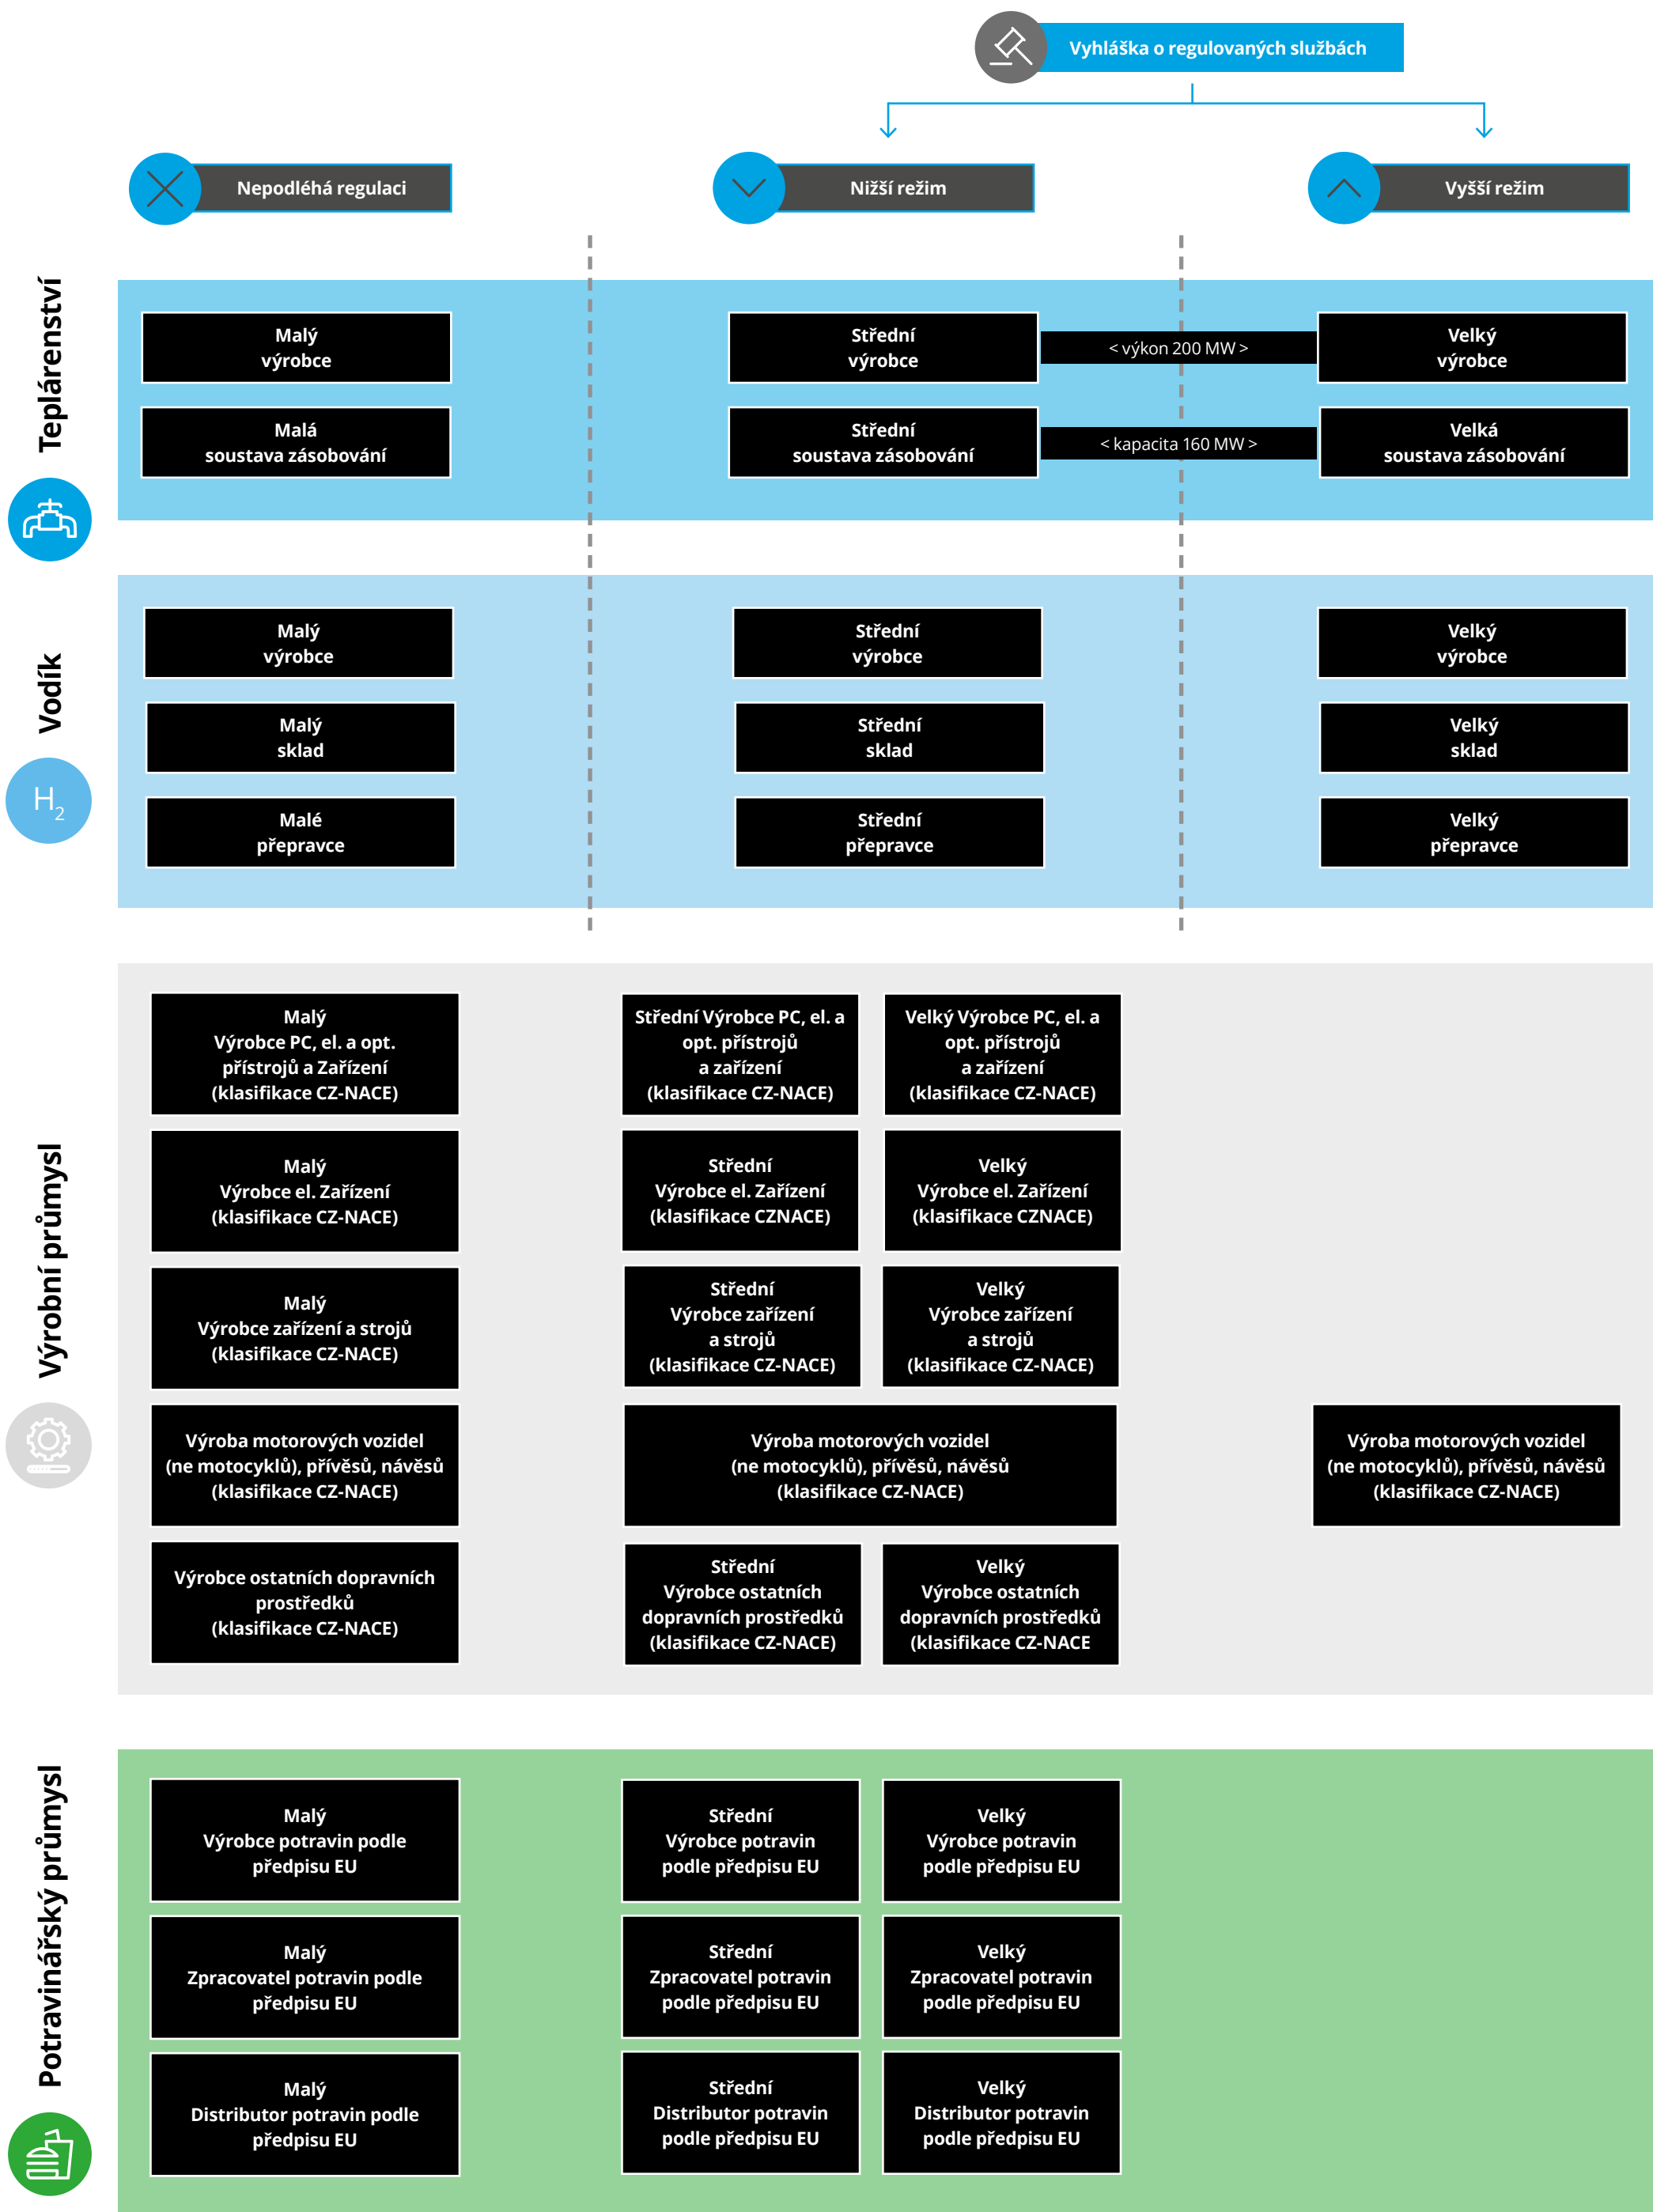 Vyhláška o regulovaných službách
Nepodléhá regulaci
Nižší režim
Vyšší režim
Teplárenství
Malý
výrobce
Střední
výrobce
< výkon 200 MW >
Velký
výrobce
Malá
soustava zásobování
Střední
soustava zásobování
< kapacita 160 MW >
Velká
soustava zásobování
Vodík
H2
Malý
výrobce
Střední
výrobce
Velký
výrobce
Malý
sklad
Střední
sklad
Velký
sklad
Malé
přepravce
Střední
přepravce
Velký
přepravce
Výrobní průmysl
Malý
Výrobce PC, el. a opt.
přístrojů a Zařízení
(klasifikace CZ-NACE)
Střední Výrobce PC, el. a
opt. přístrojů
a zařízení
(klasifikace CZ-NACE)
Velký Výrobce PC, el. a
opt. přístrojů
a zařízení
(klasifikace CZ-NACE)
Malý
Výrobce el. Zařízení
(klasifikace CZ-NACE)
Střední
Výrobce el. Zařízení
(klasifikace CZNACE)
Velký
Výrobce el. Zařízení
(klasifikace CZNACE)
Malý
Výrobce zařízení a strojů
(klasifikace CZ-NACE)
Střední
Výrobce zařízení
a strojů
(klasifikace CZ-NACE)
Velký
Výrobce zařízení
a strojů
(klasifikace CZ-NACE)
Výroba motorových vozidel
(ne motocyklů), přívěsů, návěsů
(klasifikace CZ-NACE)
Výroba motorových vozidel
(ne motocyklů), přívěsů, návěsů
(klasifikace CZ-NACE)
Výroba motorových vozidel
(ne motocyklů), přívěsů, návěsů
(klasifikace CZ-NACE)
Výrobce ostatních dopravních
prostředků
(klasifikace CZ-NACE)
Střední
Výrobce ostatních
dopravních prostředků
(klasifikace CZ-NACE)
Velký
Výrobce ostatních
dopravních prostředků
(klasifikace CZ-NACE
Potravinářský průmysl
Malý
Výrobce potravin podle
předpisu EU
Střední
Výrobce potravin
podle předpisu EU
Velký
Výrobce potravin
podle předpisu EU
Malý
Zpracovatel potravin podle
předpisu EU
Střední
Zpracovatel potravin
podle předpisu EU
Velký
Zpracovatel potravin
podle předpisu EU
Malý
Distributor potravin podle
předpisu EU
Střední
Distributor potravin
podle předpisu EU
Velký
Distributor potravin
podle předpisu EU